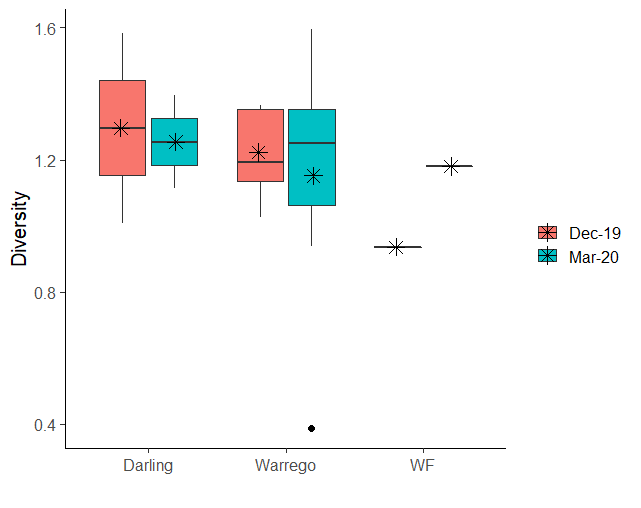 1.6
1.2
0.8
0.4
Diversity
Darling
Warrego
WF
Dec-19
Mar-20